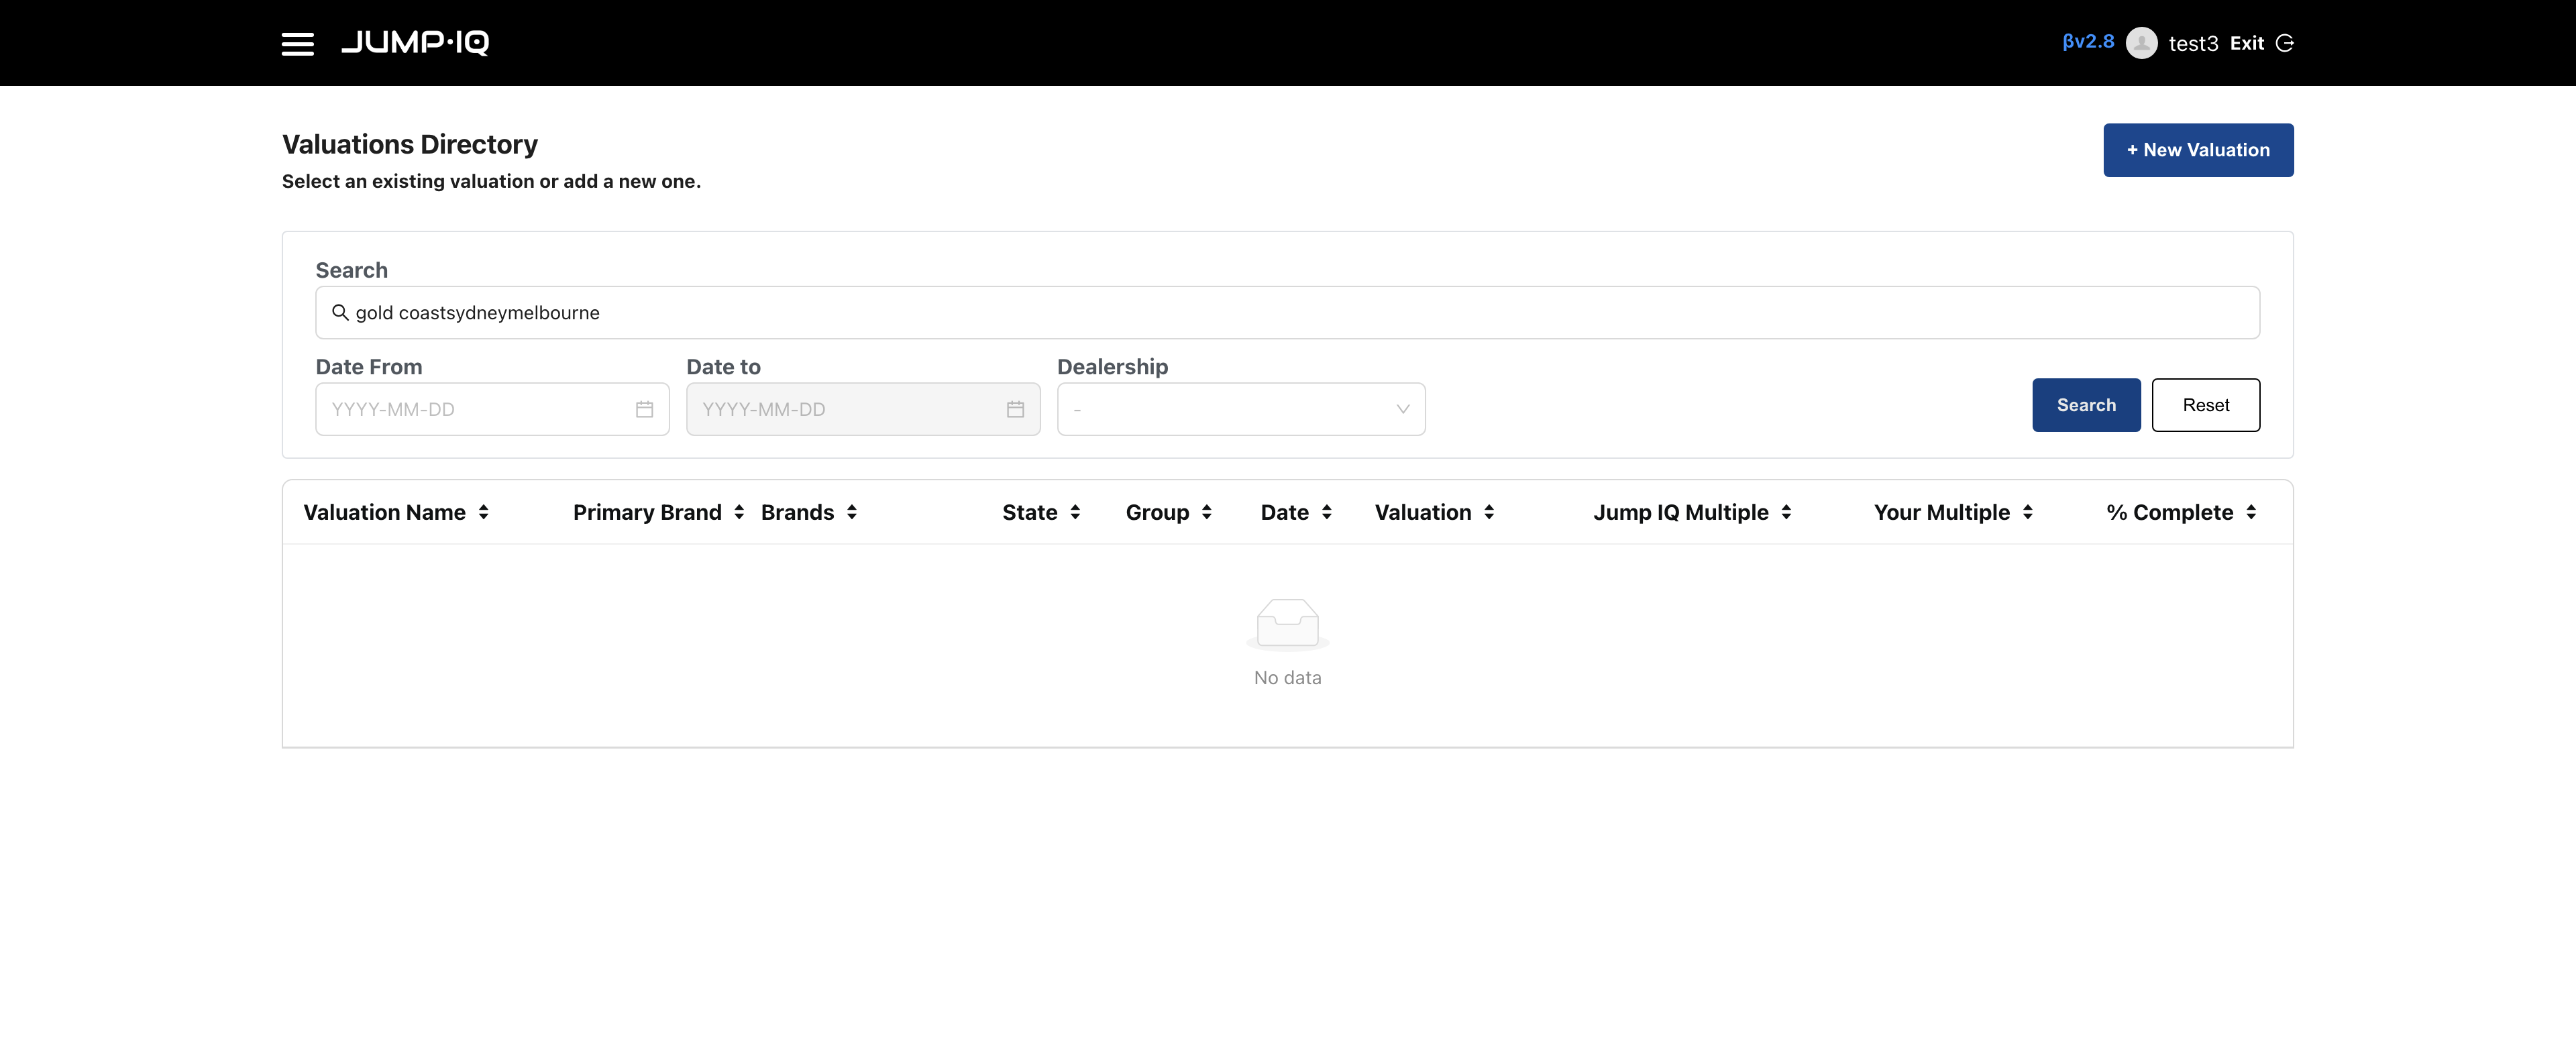 JUMP·IQ
βv2.8 test3 Exit
Valuations Directory
+ New Valuation
Select an existing valuation or add a new one.
Search
gold coastsydneymelbourne
Date From Date to Dealership
YYYY-MM-DD YYYY-MM-DD - Search Reset
Valuation Name Primary Brand Brands State Group Date Valuation Jump IQ Multiple Your Multiple % Complete
No data